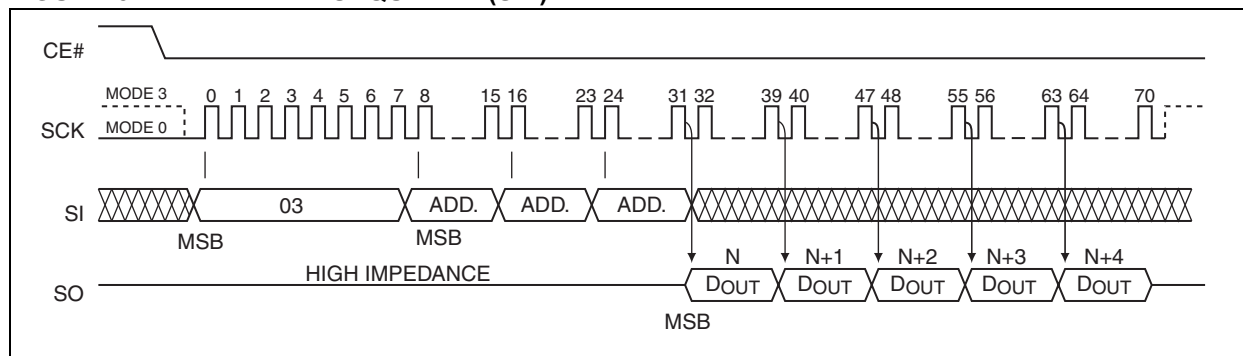 CE#
MODE 3
SCK
MODE 0
0 1 2 3 4 5 6 7 8 15 16 23 24 31 32 39 40 47 48 55 56 63 64 70
SI
03
ADD.
ADD.
ADD.
MSB
MSB
HIGH IMPEDANCE
N
N+1
N+2
N+3
N+4
SO
DOUT
DOUT
DOUT
DOUT
DOUT
MSB